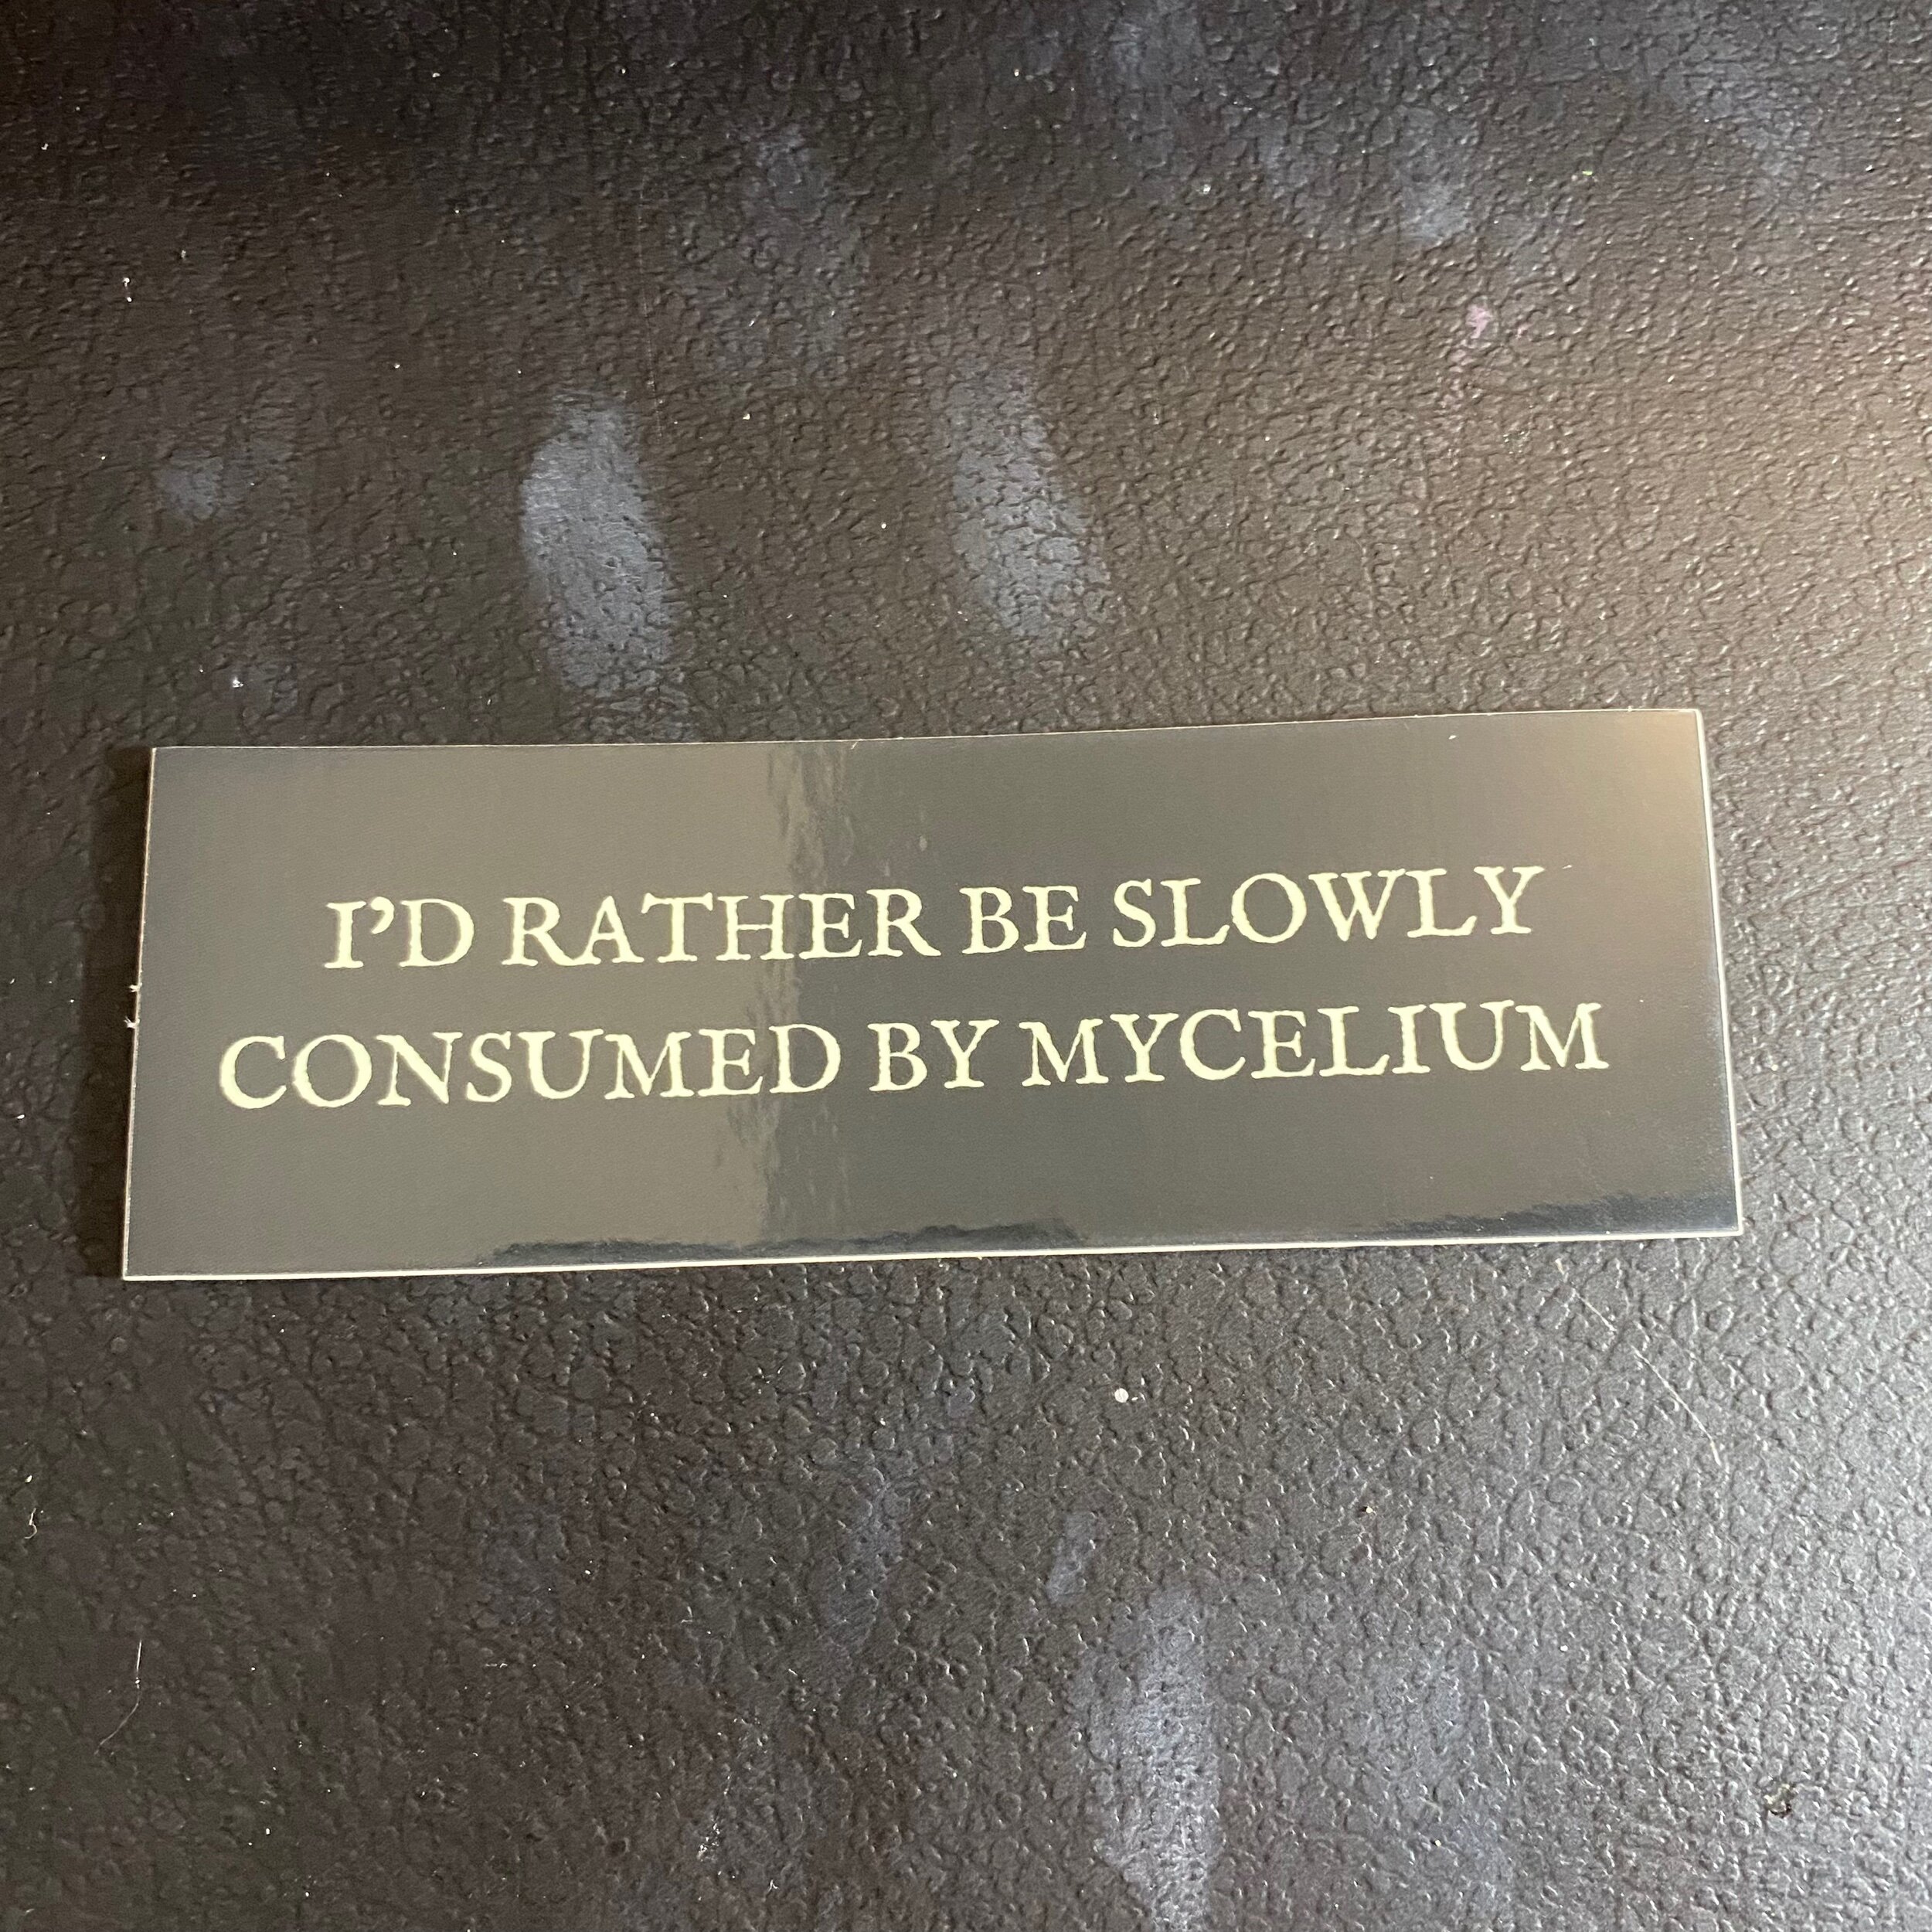 I’D RATHER BE SLOWLY
CONSUMED BY MYCELIUM